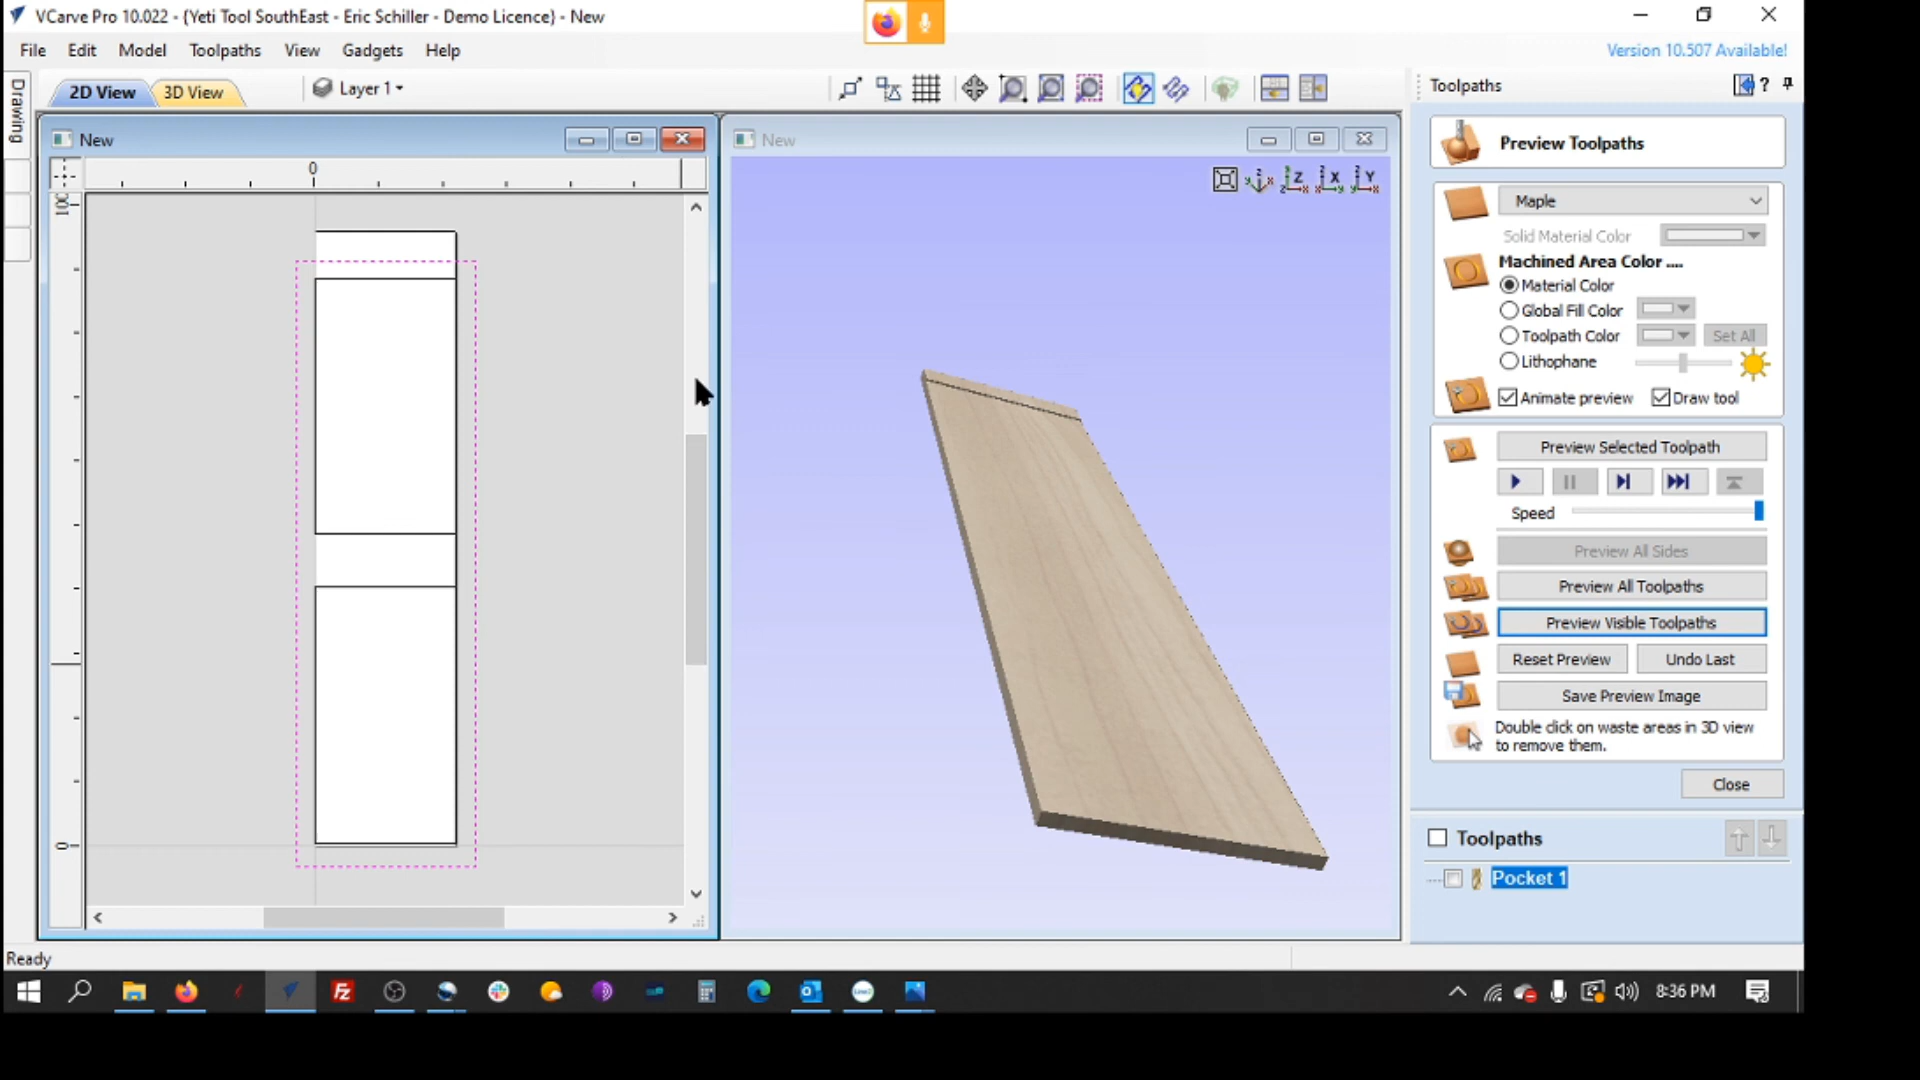 VCarve Pro 10.022 - {Yeti Tool SouthEast - Eric Schiller - Demo Licence} - New
File Edit Model Toolpaths View Gadgets Help
Version 10.507 Available!
Drawing
2D View 3D View Layer 1
Toolpaths ?
New
0
100
0
New
Z X Y
Preview Toolpaths
Maple
Solid Material Color
Machined Area Color ....
Material Color
Global Fill Color
Toolpath Color Set All
Lithophane
Animate preview Draw tool
Preview Selected Toolpath
Speed
Preview All Sides
Preview All Toolpaths
Preview Visible Toolpaths
Reset Preview Undo Last
Save Preview Image
Double click on waste areas in 3D view
to remove them.
Close
Toolpaths
Pocket 1
Ready
FZ
8:36 PM